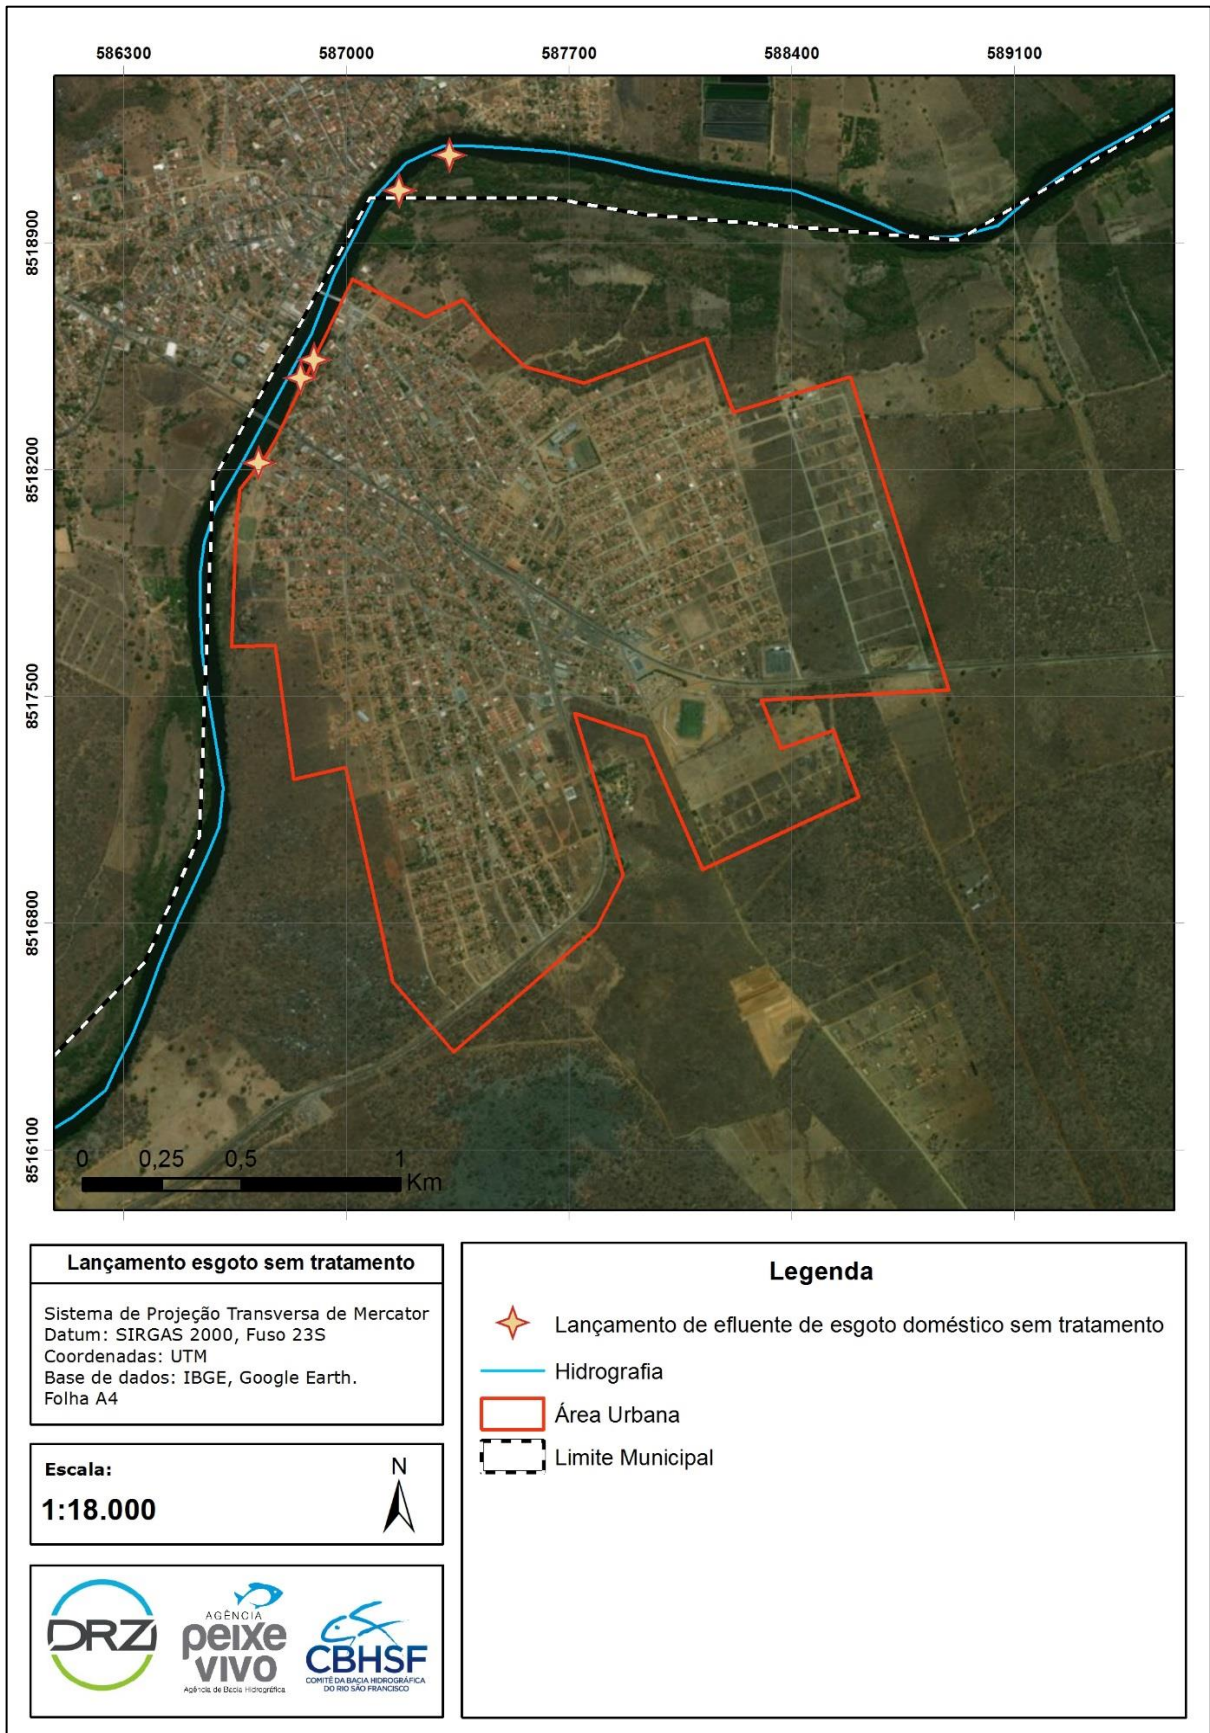 586300 587000 587700 588400 589100
8518900
8518200
8517500
8516800
8516100
0 0,25 0,5 1
Km
Lançamento esgoto sem tratamento
Sistema de Projeção Transversa de Mercator
Datum: SIRGAS 2000, Fuso 23S
Coordenadas: UTM
Base de dados: IBGE, Google Earth.
Folha A4
Escala:
1:18.000
N
DRZ
AGÊNCIA
peixe
vivo
Agência de Bacia Hidrográfica
CBHSF
COMITÊ DA BACIA HIDROGRÁFICA
DO RIO SÃO FRANCISCO
Legenda
Lançamento de efluente de esgoto doméstico sem tratamento
Hidrografia
Área Urbana
Limite Municipal